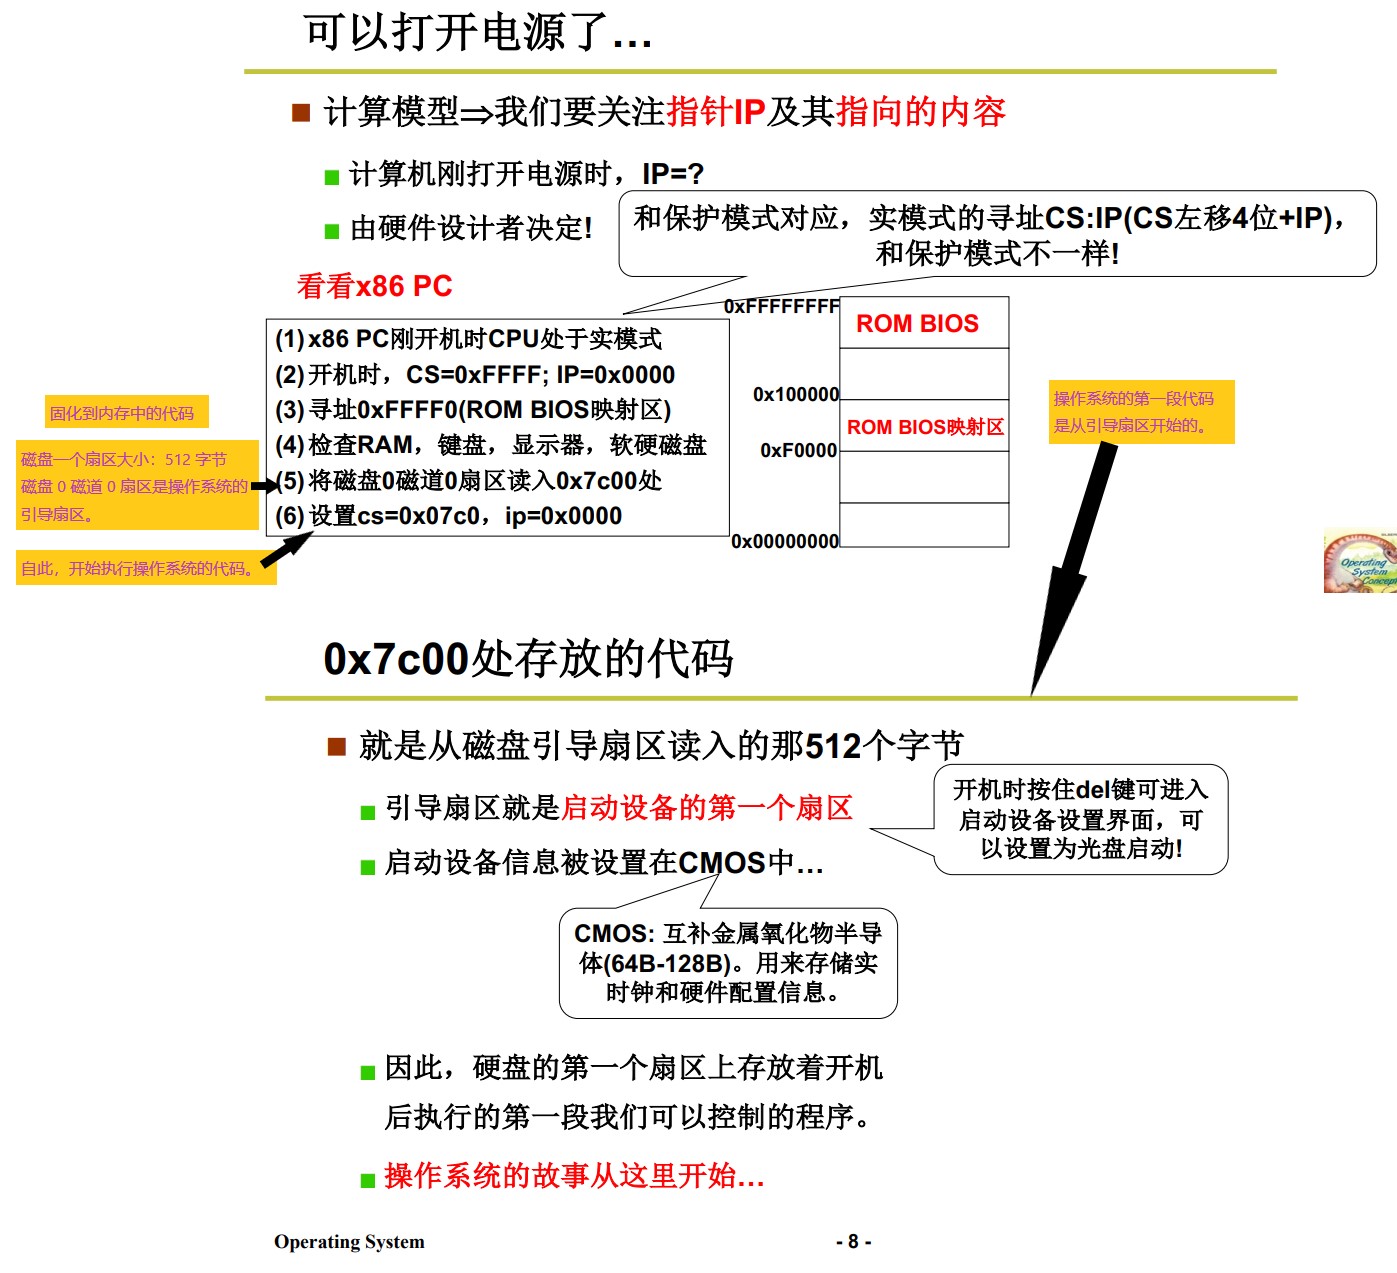 可以打开电源了…
计算模型⇒我们要关注指针IP及其指向的内容
计算机刚打开电源时，IP=?
由硬件设计者决定!
和保护模式对应，实模式的寻址CS:IP(CS左移4位+IP)，
和保护模式不一样!
看看x86 PC
(1) x86 PC刚开机时CPU处于实模式
(2) 开机时，CS=0xFFFF; IP=0x0000
(3) 寻址0xFFFF0(ROM BIOS映射区)
(4) 检查RAM，键盘，显示器，软硬磁盘
(5) 将磁盘0磁道0扇区读入0x7c00处
(6) 设置cs=0x07c0，ip=0x0000
固化到内存中的代码
磁盘一个扇区大小：512 字节
磁盘 0 磁道 0 扇区是操作系统的
引导扇区。
自此，开始执行操作系统的代码。
0xFFFFFFFF
ROM BIOS
0x100000
ROM BIOS映射区
0xF0000
0x00000000
操作系统的第一段代码
是从引导扇区开始的。
Operating
System
Concept
0x7c00处存放的代码
就是从磁盘引导扇区读入的那512个字节
引导扇区就是启动设备的第一个扇区
开机时按住del键可进入
启动设备设置界面，可
以设置为光盘启动!
启动设备信息被设置在CMOS中…
CMOS: 互补金属氧化物半导
体(64B-128B)。用来存储实
时钟和硬件配置信息。
因此，硬盘的第一个扇区上存放着开机
后执行的第一段我们可以控制的程序。
操作系统的故事从这里开始…
Operating System
- 8 -